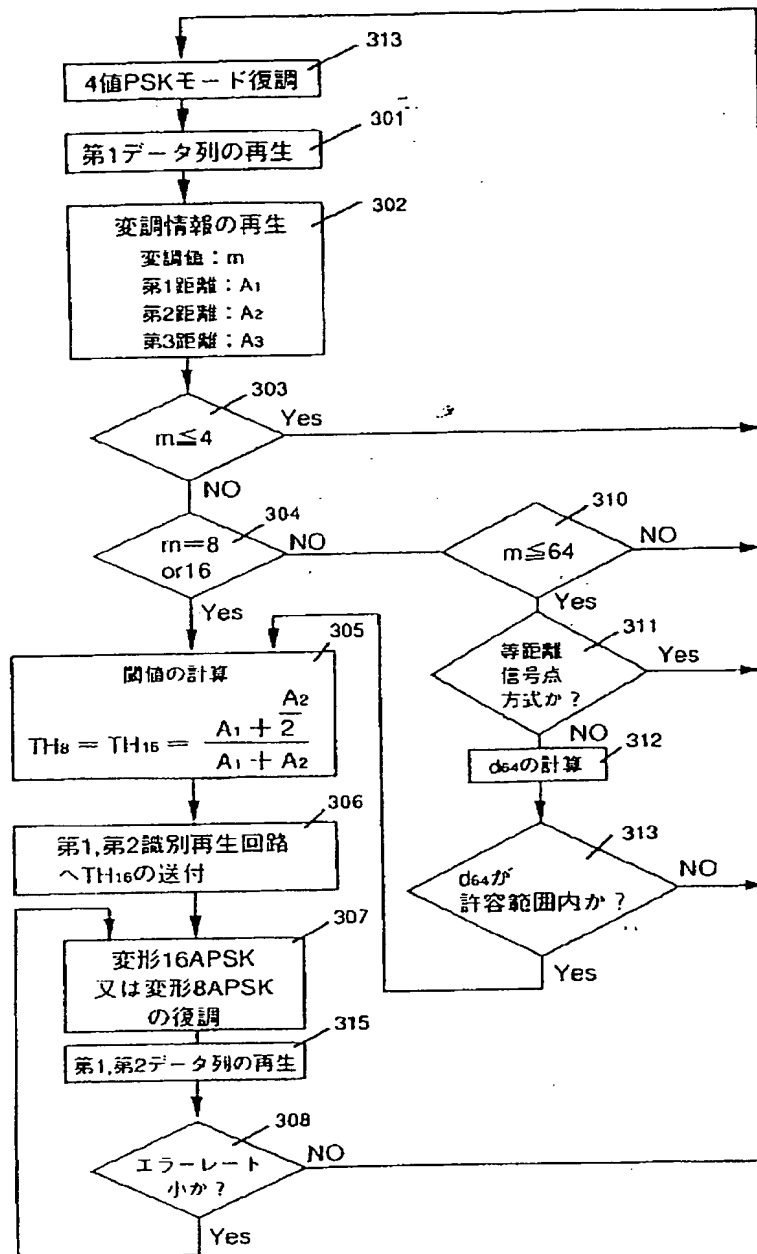 313
4値PSKモード復調
301
第1データ列の再生
302
変調情報の再生
変調値：m
第1距離：A₁
第2距離：A₂
第3距離：A₃
303
m≦4
Yes
NO
304
m=8
or16
NO
Yes
310
m≦64
NO
Yes
311
等距離
信号点
方式か？
Yes
NO
312
d₆₄の計算
313
d₆₄が
許容範囲内か？
NO
Yes
305
閾値の計算
TH₈ = TH₁₆ = (A₁ + A₂/2) / (A₁ + A₂)
306
第1,第2識別再生回路
へTH₁₆の送付
307
変形16APSK
又は変形8APSK
の復調
315
第1,第2データ列の再生
308
エラーレート
小か？
NO
Yes